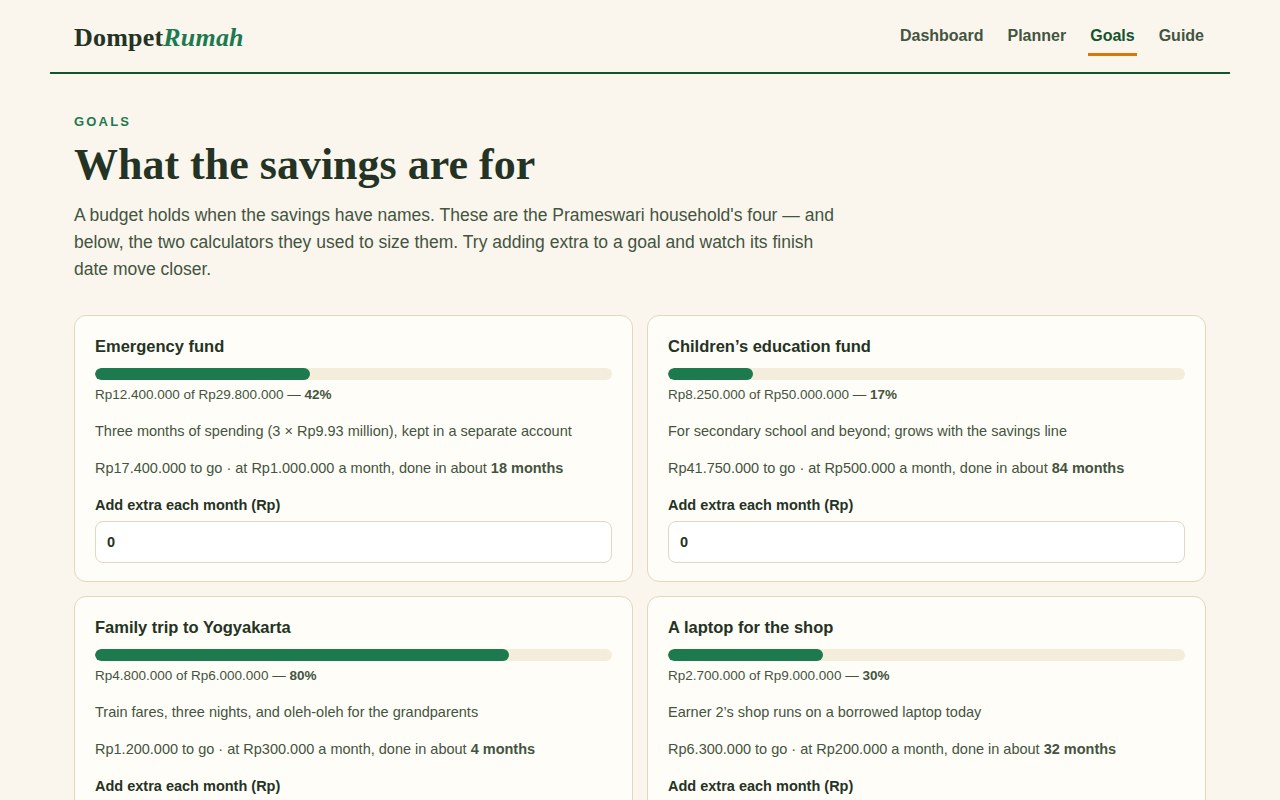 DompetRumah
Dashboard Planner Goals Guide
GOALS
What the savings are for
A budget holds when the savings have names. These are the Prameswari household's four — and
below, the two calculators they used to size them. Try adding extra to a goal and watch its finish
date move closer.
Emergency fund
Rp12.400.000 of Rp29.800.000 — 42%
Three months of spending (3 × Rp9.93 million), kept in a separate account
Rp17.400.000 to go · at Rp1.000.000 a month, done in about 18 months
Add extra each month (Rp)
0
Children’s education fund
Rp8.250.000 of Rp50.000.000 — 17%
For secondary school and beyond; grows with the savings line
Rp41.750.000 to go · at Rp500.000 a month, done in about 84 months
Add extra each month (Rp)
0
Family trip to Yogyakarta
Rp4.800.000 of Rp6.000.000 — 80%
Train fares, three nights, and oleh-oleh for the grandparents
Rp1.200.000 to go · at Rp300.000 a month, done in about 4 months
Add extra each month (Rp)
A laptop for the shop
Rp2.700.000 of Rp9.000.000 — 30%
Earner 2’s shop runs on a borrowed laptop today
Rp6.300.000 to go · at Rp200.000 a month, done in about 32 months
Add extra each month (Rp)